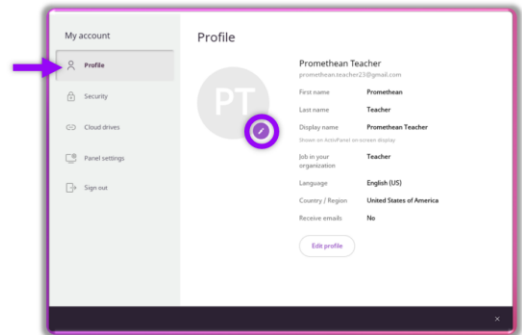 My account
Profile
Security
Cloud drives
Panel settings
Sign out
Profile
PT
Promethean Teacher
promethean.teacher23@gmail.com
First name Promethean
Last name Teacher
Display name Promethean Teacher
Shown on ActivPanel on-screen display
Job in your organization Teacher
Language English (US)
Country / Region United States of America
Receive emails No
Edit profile